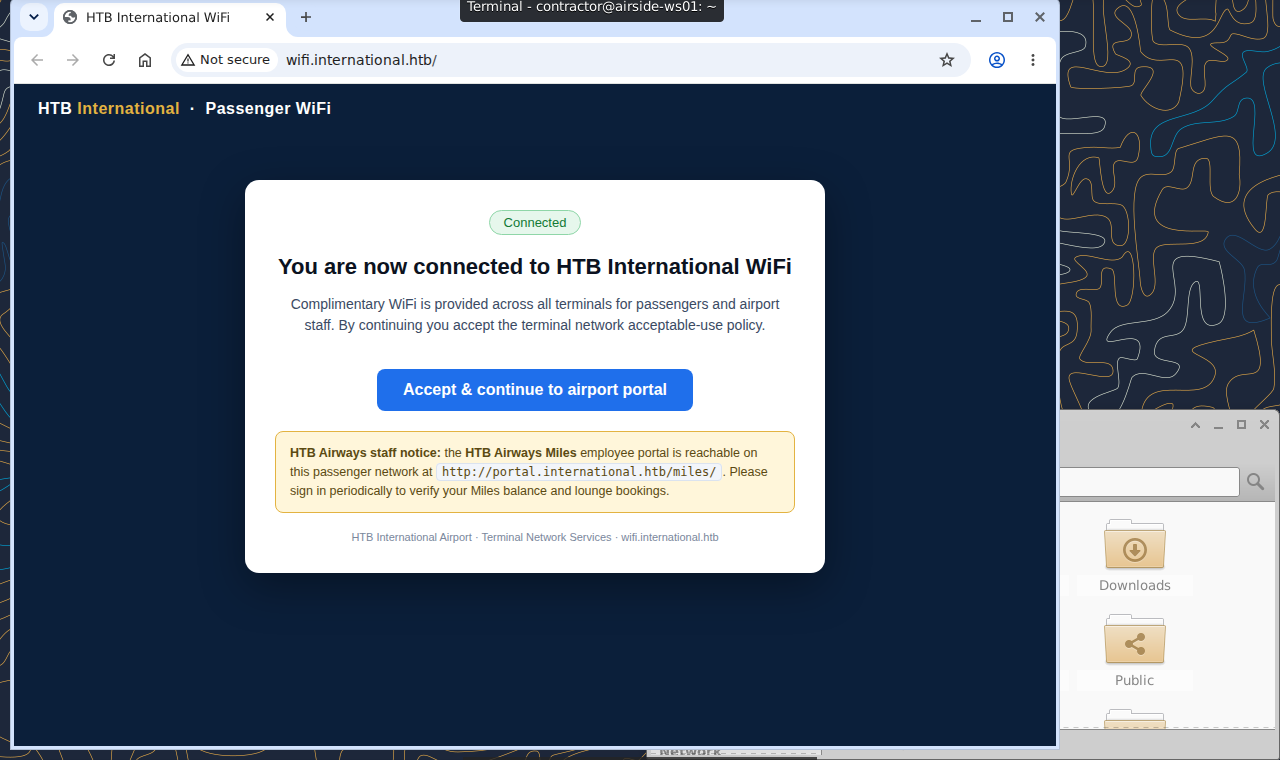 Terminal - contractor@airside-ws01: ~
HTB International WiFi
Not secure
wifi.international.htb/
HTB International · Passenger WiFi
Connected
You are now connected to HTB International WiFi
Complimentary WiFi is provided across all terminals for passengers and airport
staff. By continuing you accept the terminal network acceptable-use policy.
Accept & continue to airport portal
HTB Airways staff notice: the HTB Airways Miles employee portal is reachable on
this passenger network at http://portal.international.htb/miles/ . Please
sign in periodically to verify your Miles balance and lounge bookings.
HTB International Airport · Terminal Network Services · wifi.international.htb
Downloads
Public
Network